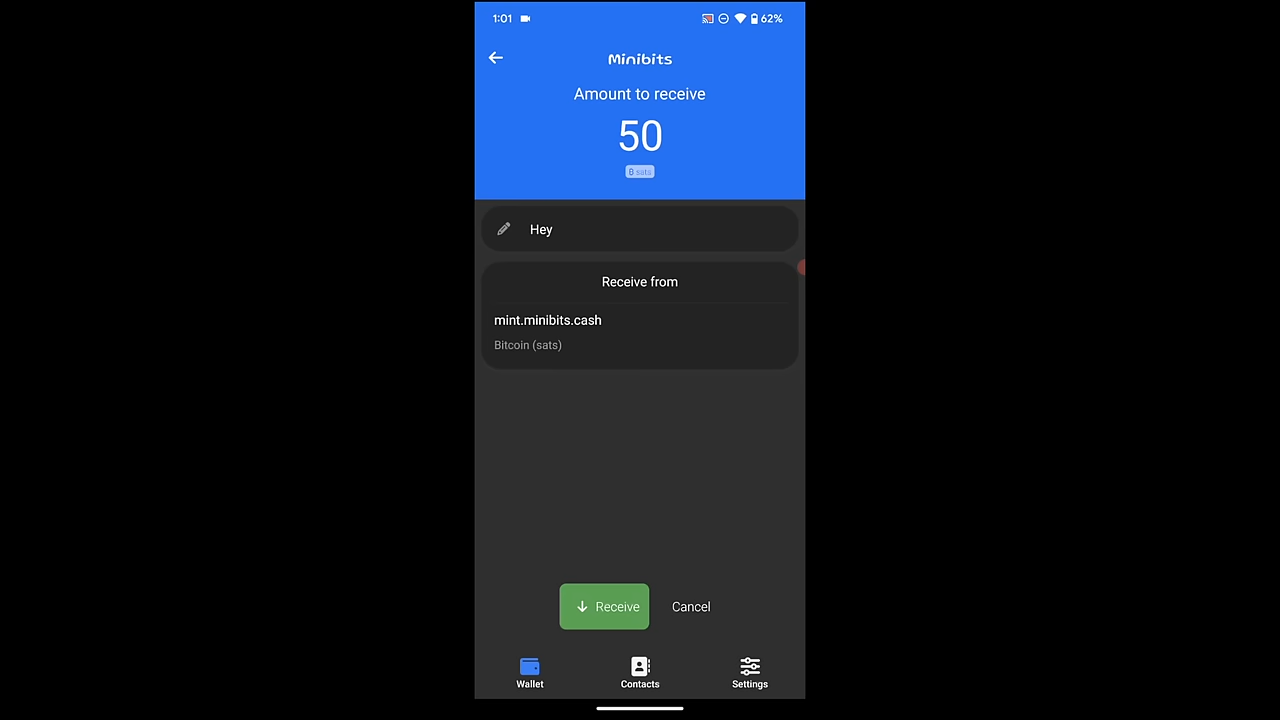 1:01
62%
Minibits
Amount to receive
50
₿ sats
Hey
Receive from
mint.minibits.cash
Bitcoin (sats)
Receive
Cancel
Wallet
Contacts
Settings